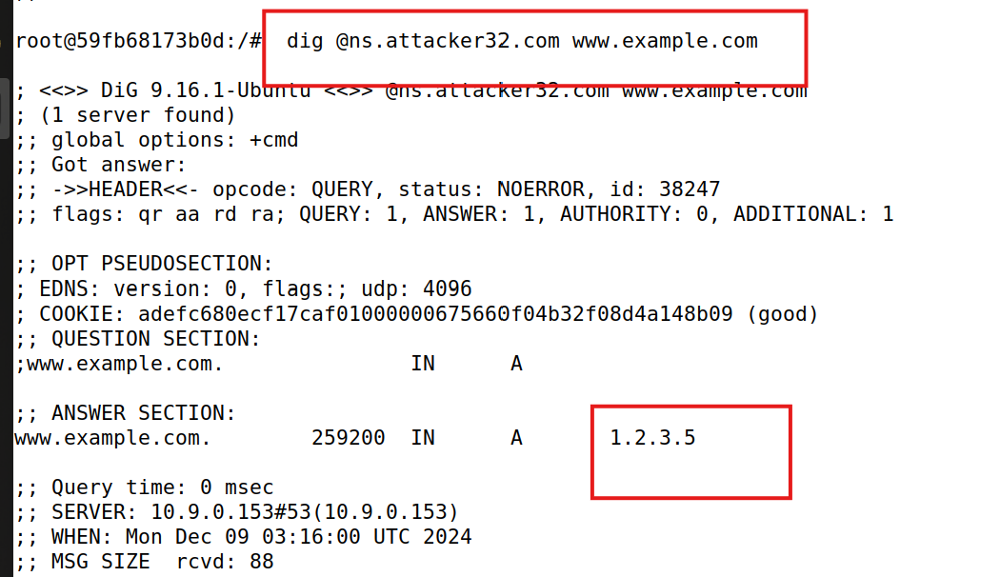 ;;
root@59fb68173b0d:/# dig @ns.attacker32.com www.example.com
; <<>> DiG 9.16.1-Ubuntu <<>> @ns.attacker32.com www.example.com
; (1 server found)
;; global options: +cmd
;; Got answer:
;; ->>HEADER<<- opcode: QUERY, status: NOERROR, id: 38247
;; flags: qr aa rd ra; QUERY: 1, ANSWER: 1, AUTHORITY: 0, ADDITIONAL: 1
;; OPT PSEUDOSECTION:
; EDNS: version: 0, flags:; udp: 4096
; COOKIE: adefc680ecf17caf01000000675660f04b32f08d4a148b09 (good)
;; QUESTION SECTION:
;www.example.com. IN A
;; ANSWER SECTION:
www.example.com. 259200 IN A 1.2.3.5
;; Query time: 0 msec
;; SERVER: 10.9.0.153#53(10.9.0.153)
;; WHEN: Mon Dec 09 03:16:00 UTC 2024
;; MSG SIZE rcvd: 88